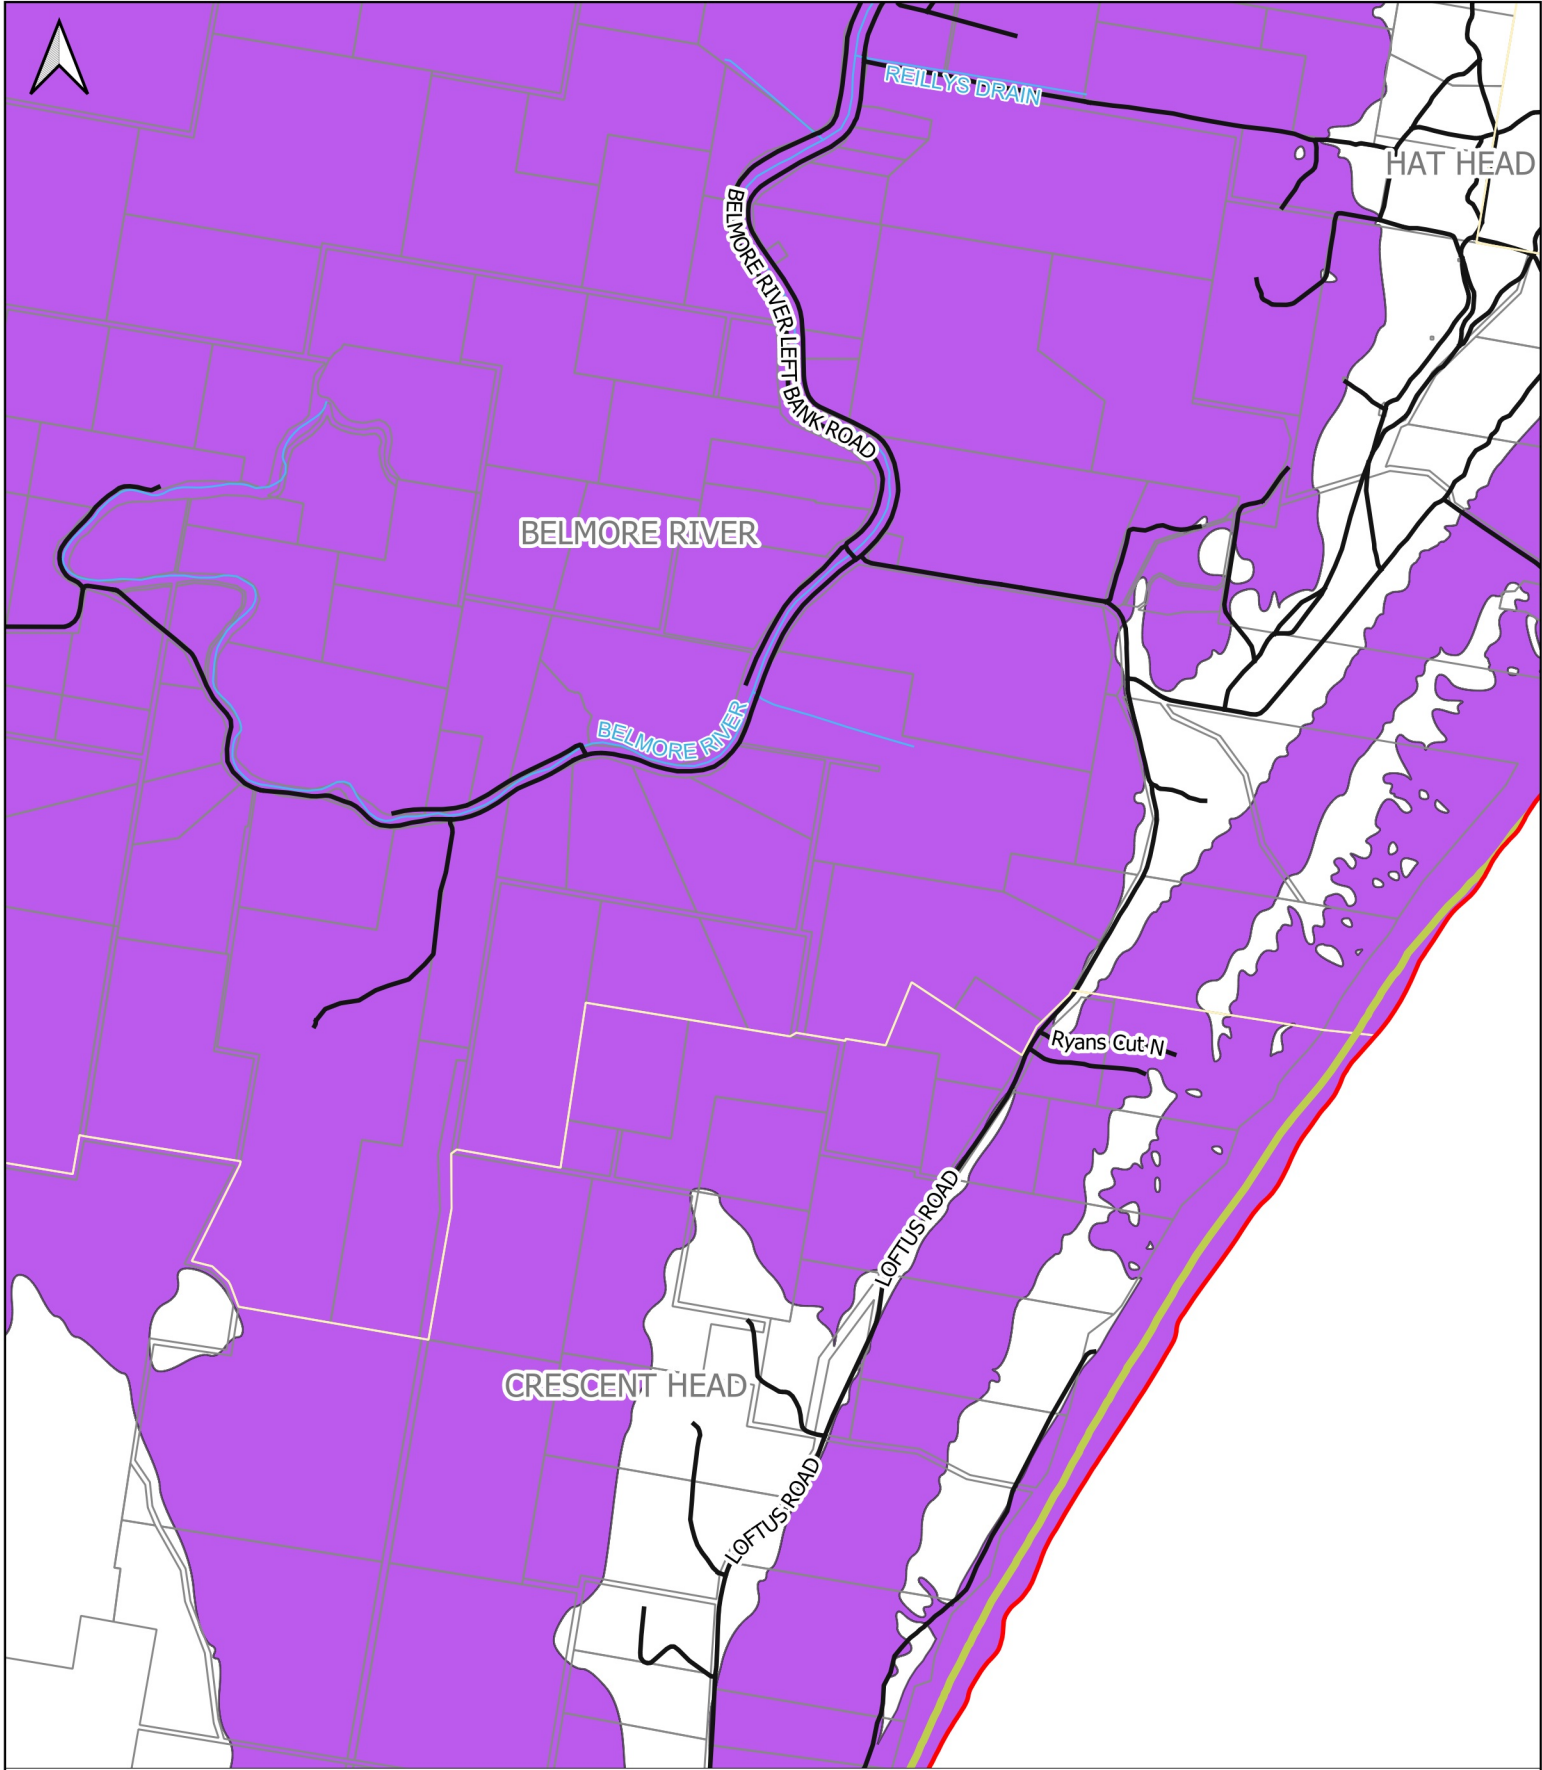 REILLYS DRAIN
HAT HEAD
BELMORE RIVER LEFT BANK ROAD
BELMORE RIVER
BELMORE RIVER
Ryans Cut N
LOFTUS ROAD
CRESCENT HEAD
LOFTUS ROAD